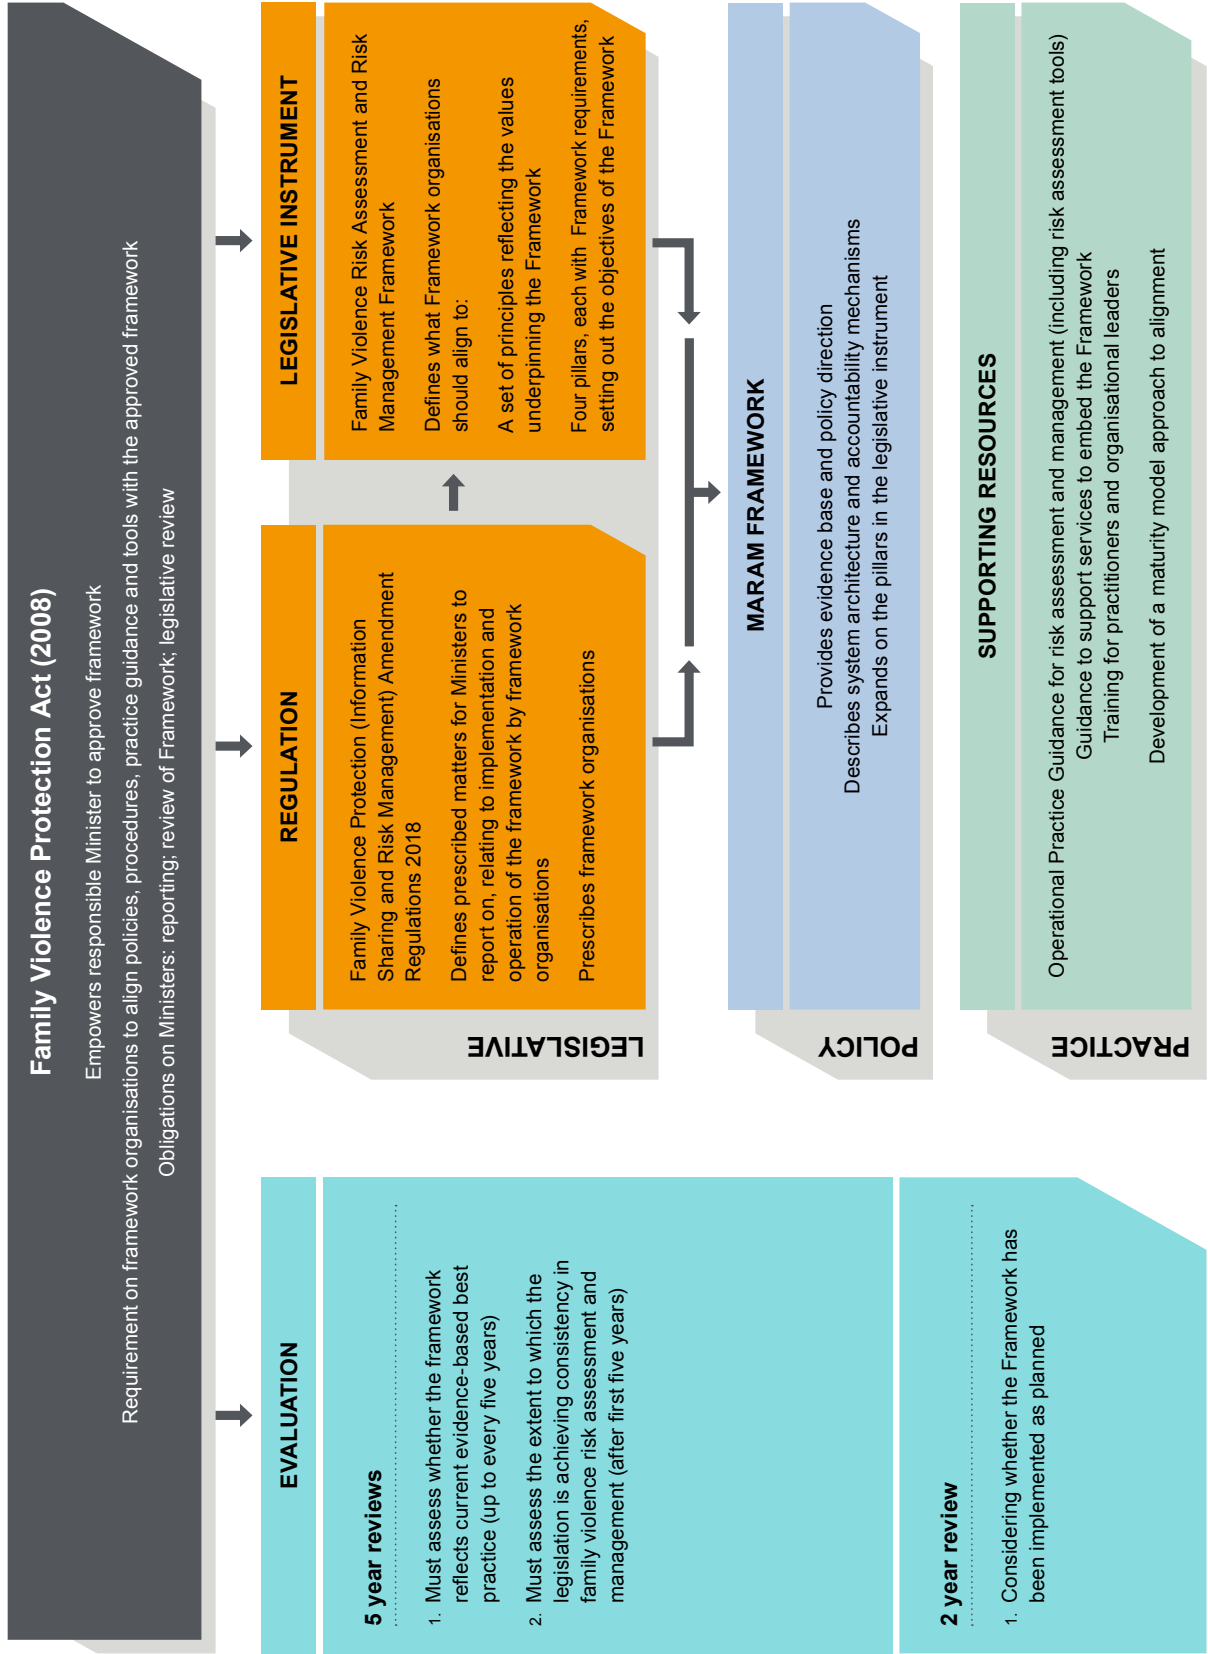 Family Violence Protection Act (2008)
Empowers responsible Minister to approve framework
Requirement on framework organisations to align policies, procedures, practice guidance and tools with the approved framework
Obligations on Ministers: reporting; review of Framework; legislative review
EVALUATION
5 year reviews
1. Must assess whether the framework
reflects current evidence-based best
practice (up to every five years)
2. Must assess the extent to which the
legislation is achieving consistency in
family violence risk assessment and
management (after first five years)
2 year review
1. Considering whether the Framework has
been implemented as planned
LEGISLATIVE
REGULATION
Family Violence Protection (Information
Sharing and Risk Management) Amendment
Regulations 2018
Defines prescribed matters for Ministers to
report on, relating to implementation and
operation of the framework by framework
organisations
Prescribes framework organisations
LEGISLATIVE INSTRUMENT
Family Violence Risk Assessment and Risk
Management Framework
Defines what Framework organisations
should align to:
A set of principles reflecting the values
underpinning the Framework
Four pillars, each with Framework requirements,
setting out the objectives of the Framework
POLICY
MARAM FRAMEWORK
Provides evidence base and policy direction
Describes system architecture and accountability mechanisms
Expands on the pillars in the legislative instrument
PRACTICE
SUPPORTING RESOURCES
Operational Practice Guidance for risk assessment and management (including risk assessment tools)
Guidance to support services to embed the Framework
Training for practitioners and organisational leaders
Development of a maturity model approach to alignment